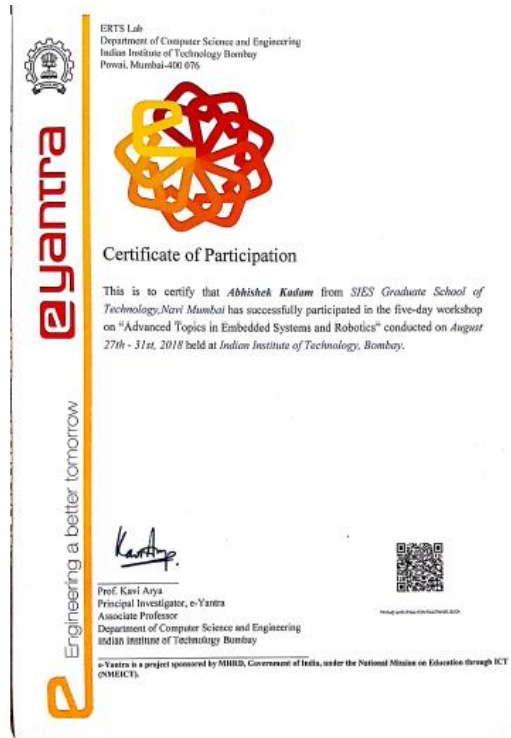 ERTS Lab
Department of Computer Science and Engineering
Indian Institute of Technology Bombay
Powai, Mumbai-400 076
eyantra
Engineering a better tomorrow
Certificate of Participation
This is to certify that Abhishek Kadam from SIES Graduate School of
Technology,Navi Mumbai has successfully participated in the five-day workshop
on "Advanced Topics in Embedded Systems and Robotics" conducted on August
27th - 31st, 2018 held at Indian Institute of Technology, Bombay.
Prof. Kavi Arya
Principal Investigator, e-Yantra
Associate Professor
Department of Computer Science and Engineering
Indian Institute of Technology Bombay
e-Yantra is a project sponsored by MHRD, Government of India, under the National Mission on Education through ICT
(NMEICT).